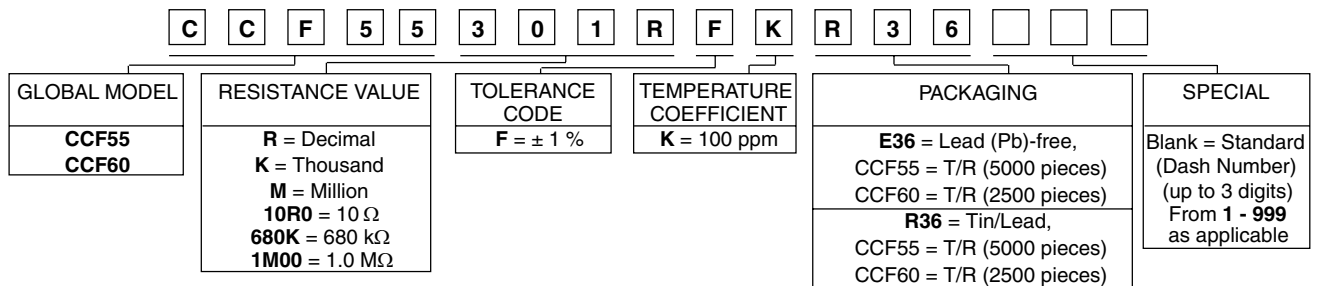 C C F 5 5 3 0 1 R F K R 3 6
GLOBAL MODEL
CCF55
CCF60
RESISTANCE VALUE
R = Decimal
K = Thousand
M = Million
10R0 = 10 Ω
680K = 680 kΩ
1M00 = 1.0 MΩ
TOLERANCE
CODE
F = ± 1 %
TEMPERATURE
COEFFICIENT
K = 100 ppm
PACKAGING
E36 = Lead (Pb)-free,
CCF55 = T/R (5000 pieces)
CCF60 = T/R (2500 pieces)
R36 = Tin/Lead,
CCF55 = T/R (5000 pieces)
CCF60 = T/R (2500 pieces)
SPECIAL
Blank = Standard
(Dash Number)
(up to 3 digits)
From 1 - 999
as applicable